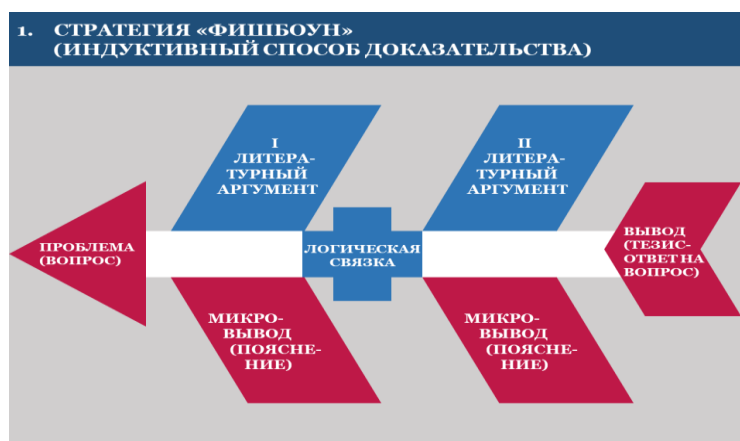 1. СТРАТЕГИЯ «ФИШБОУН»
(ИНДУКТИВНЫЙ СПОСОБ ДОКАЗАТЕЛЬСТВА)
I
ЛИТЕРА-
ТУРНЫЙ
АРГУМЕНТ
II
ЛИТЕРА-
ТУРНЫЙ
АРГУМЕНТ
ПРОБЛЕМА
(ВОПРОС)
ЛОГИЧЕСКАЯ
СВЯЗКА
ВЫВОД
(ТЕЗИС-
ОТВЕТ НА
ВОПРОС)
МИКРО-
ВЫВОД
(ПОЯСНЕ-
НИЕ)
МИКРО-
ВЫВОД
(ПОЯСНЕ-
НИЕ)